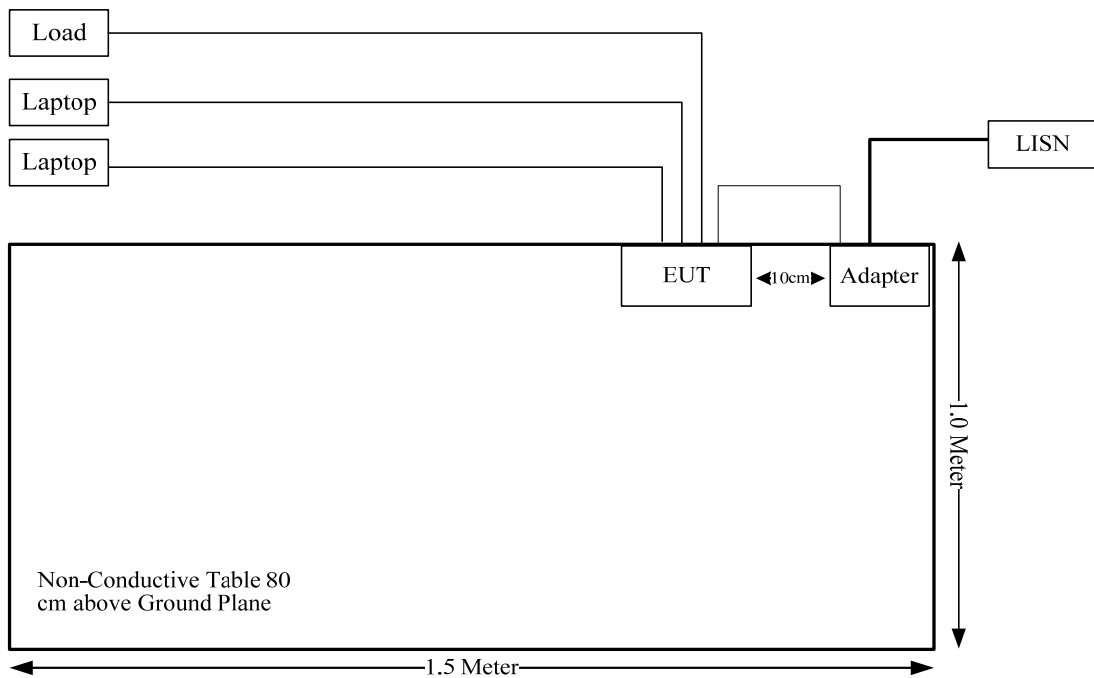 Load
Laptop
Laptop
LISN
EUT
10cm
Adapter
1.0 Meter
Non-Conductive Table 80
cm above Ground Plane
1.5 Meter